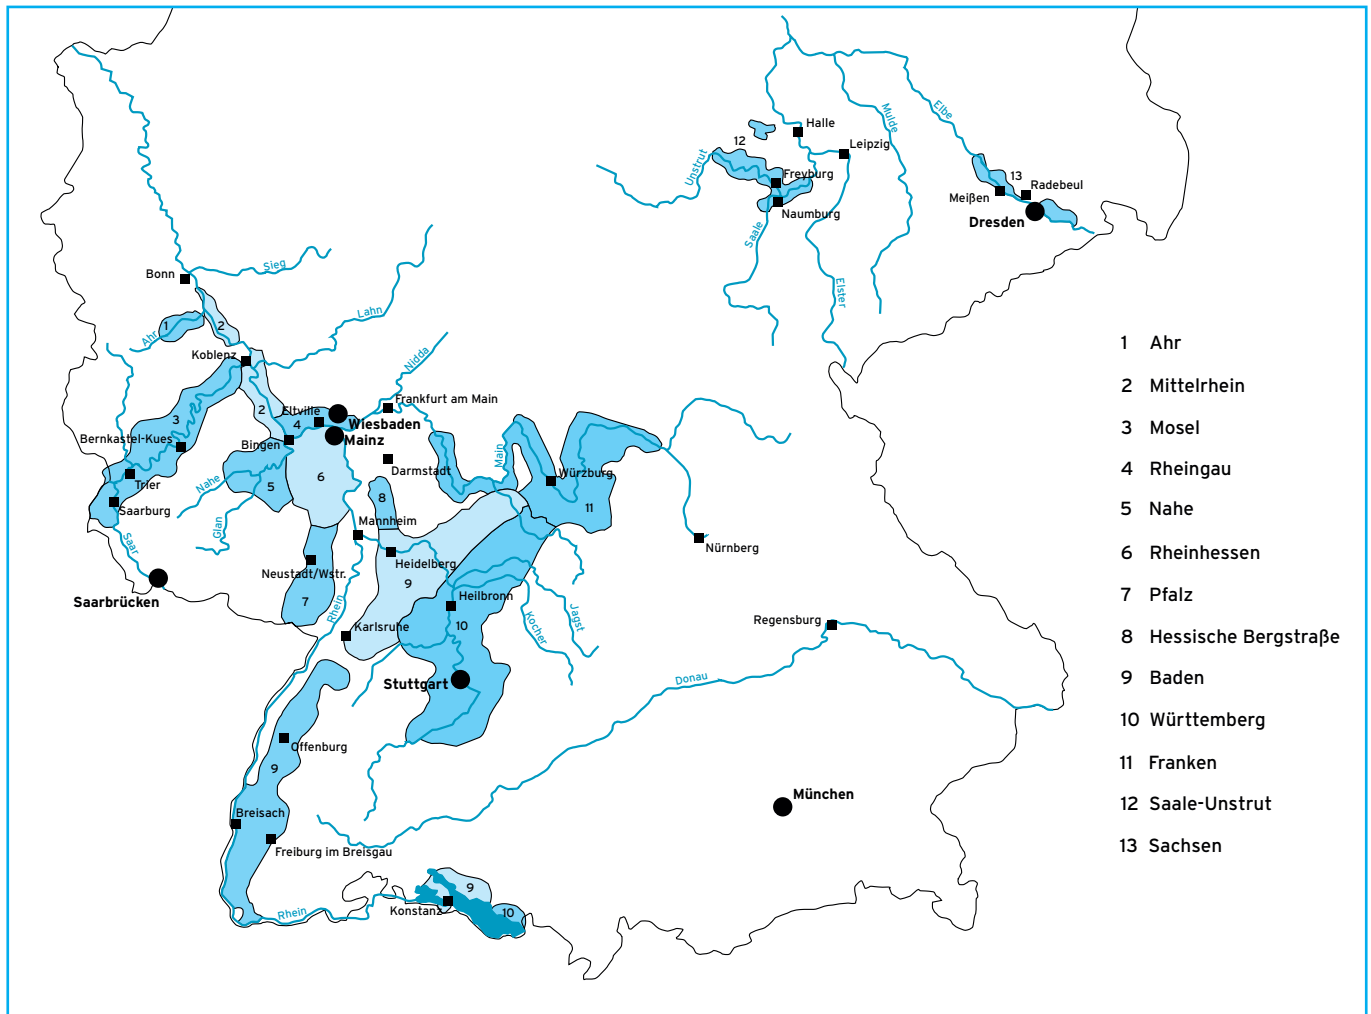 Halle
Leipzig
12
Unstrut
Freyburg
Naumburg
Saale
Mulde
Elster
Elbe
13
Radebeul
Meißen
Dresden
Bonn
Sieg
1
2
Ahr
Lahn
Koblenz
Nidda
3
2
Eltville
4
Wiesbaden
Mainz
Frankfurt am Main
Bernkastel-Kues
Bingen
Darmstadt
Main
Würzburg
Trier
Nahe
5
6
8
11
Saarburg
Glan
Mannheim
Saar
Heidelberg
Nürnberg
Neustadt/Wstr.
9
Saarbrücken
7
Rhein
Heilbronn
Karlsruhe
10
Kocher
Jagst
Regensburg
Stuttgart
Donau
Offenburg
9
München
Breisach
Freiburg im Breisgau
Rhein
Konstanz
9
10
1 Ahr
2 Mittelrhein
3 Mosel
4 Rheingau
5 Nahe
6 Rheinhessen
7 Pfalz
8 Hessische Bergstraße
9 Baden
10 Württemberg
11 Franken
12 Saale-Unstrut
13 Sachsen